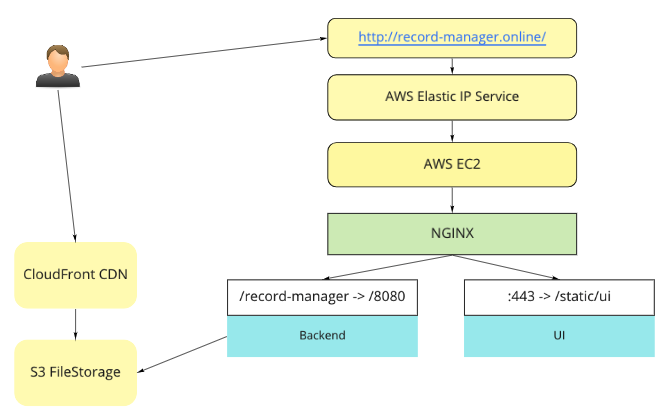 http://record-manager.online/
AWS Elastic IP Service
AWS EC2
NGINX
CloudFront CDN
/record-manager -> /8080
:443 -> /static/ui
Backend
UI
S3 FileStorage